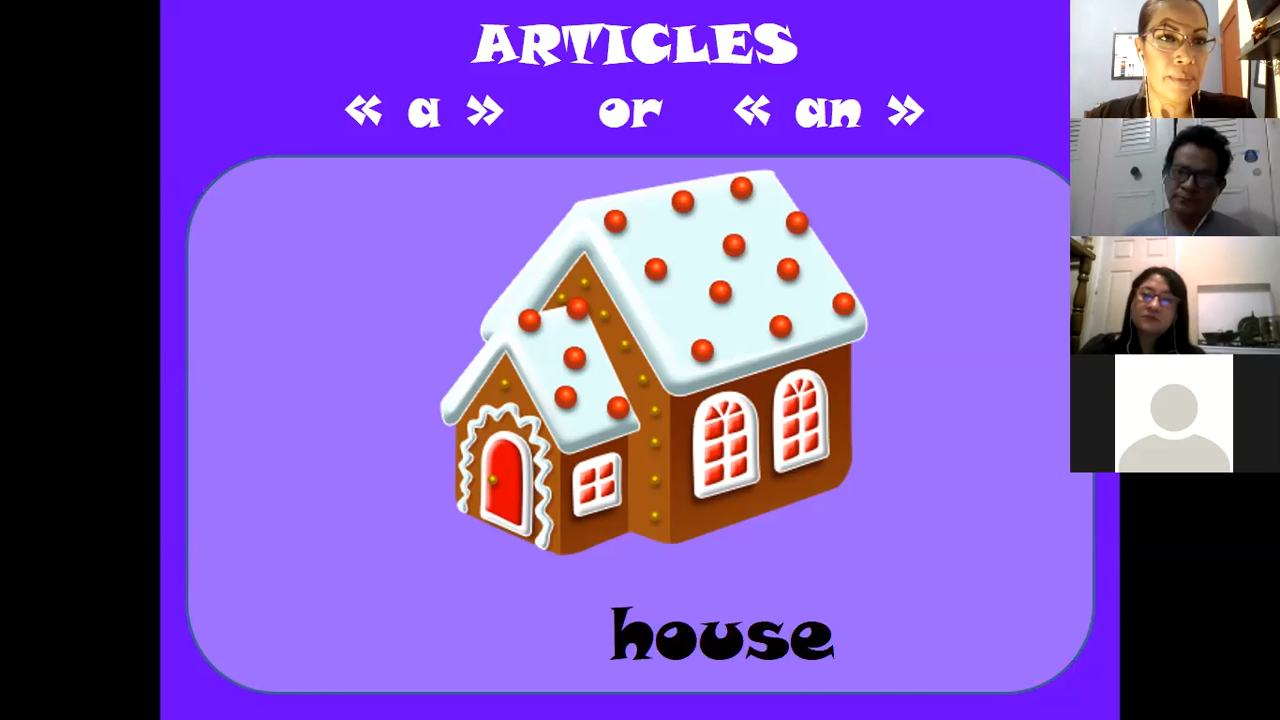 ARTICLES
« a » or « an »
house